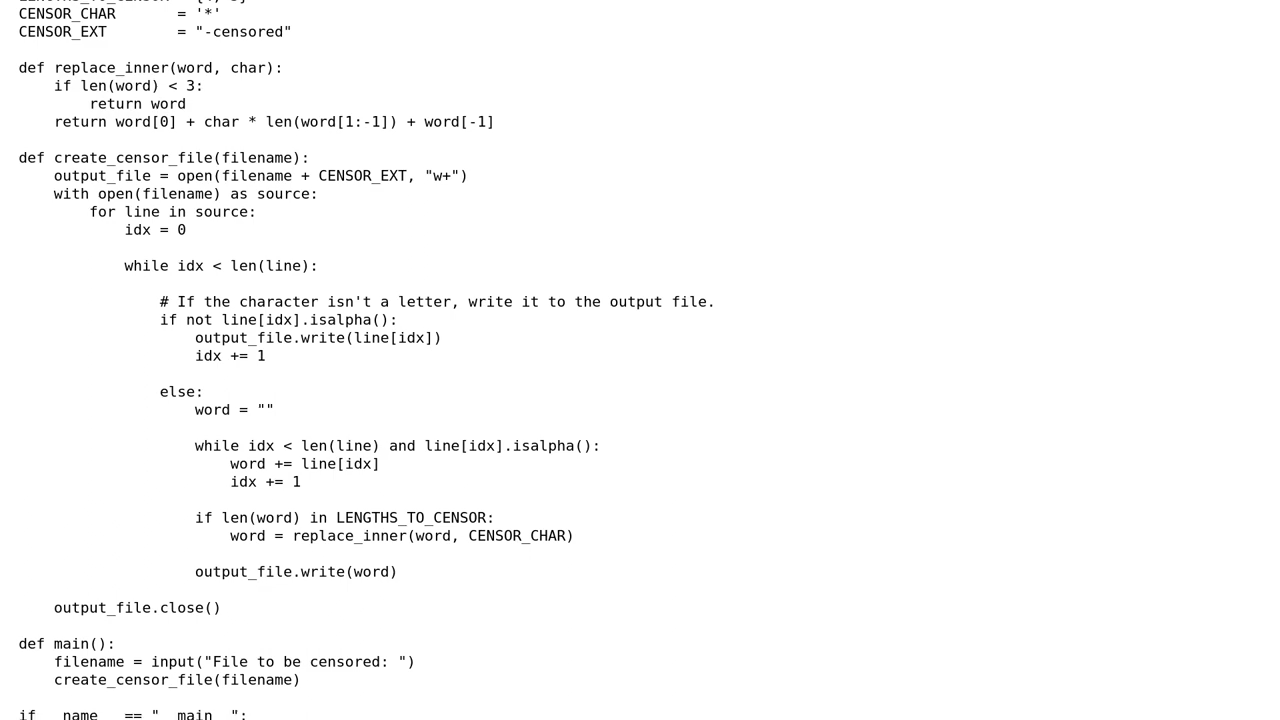 CENSOR_CHAR       = '*'
CENSOR_EXT        = "-censored"

def replace_inner(word, char):
    if len(word) < 3:
        return word
    return word[0] + char * len(word[1:-1]) + word[-1]

def create_censor_file(filename):
    output_file = open(filename + CENSOR_EXT, "w+")
    with open(filename) as source:
        for line in source:
            idx = 0

            while idx < len(line):

                # If the character isn't a letter, write it to the output file.
                if not line[idx].isalpha():
                    output_file.write(line[idx])
                    idx += 1

                else:
                    word = ""

                    while idx < len(line) and line[idx].isalpha():
                        word += line[idx]
                        idx += 1

                    if len(word) in LENGTHS_TO_CENSOR:
                        word = replace_inner(word, CENSOR_CHAR)

                    output_file.write(word)

    output_file.close()

def main():
    filename = input("File to be censored: ")
    create_censor_file(filename)

if __name__ == "__main__":